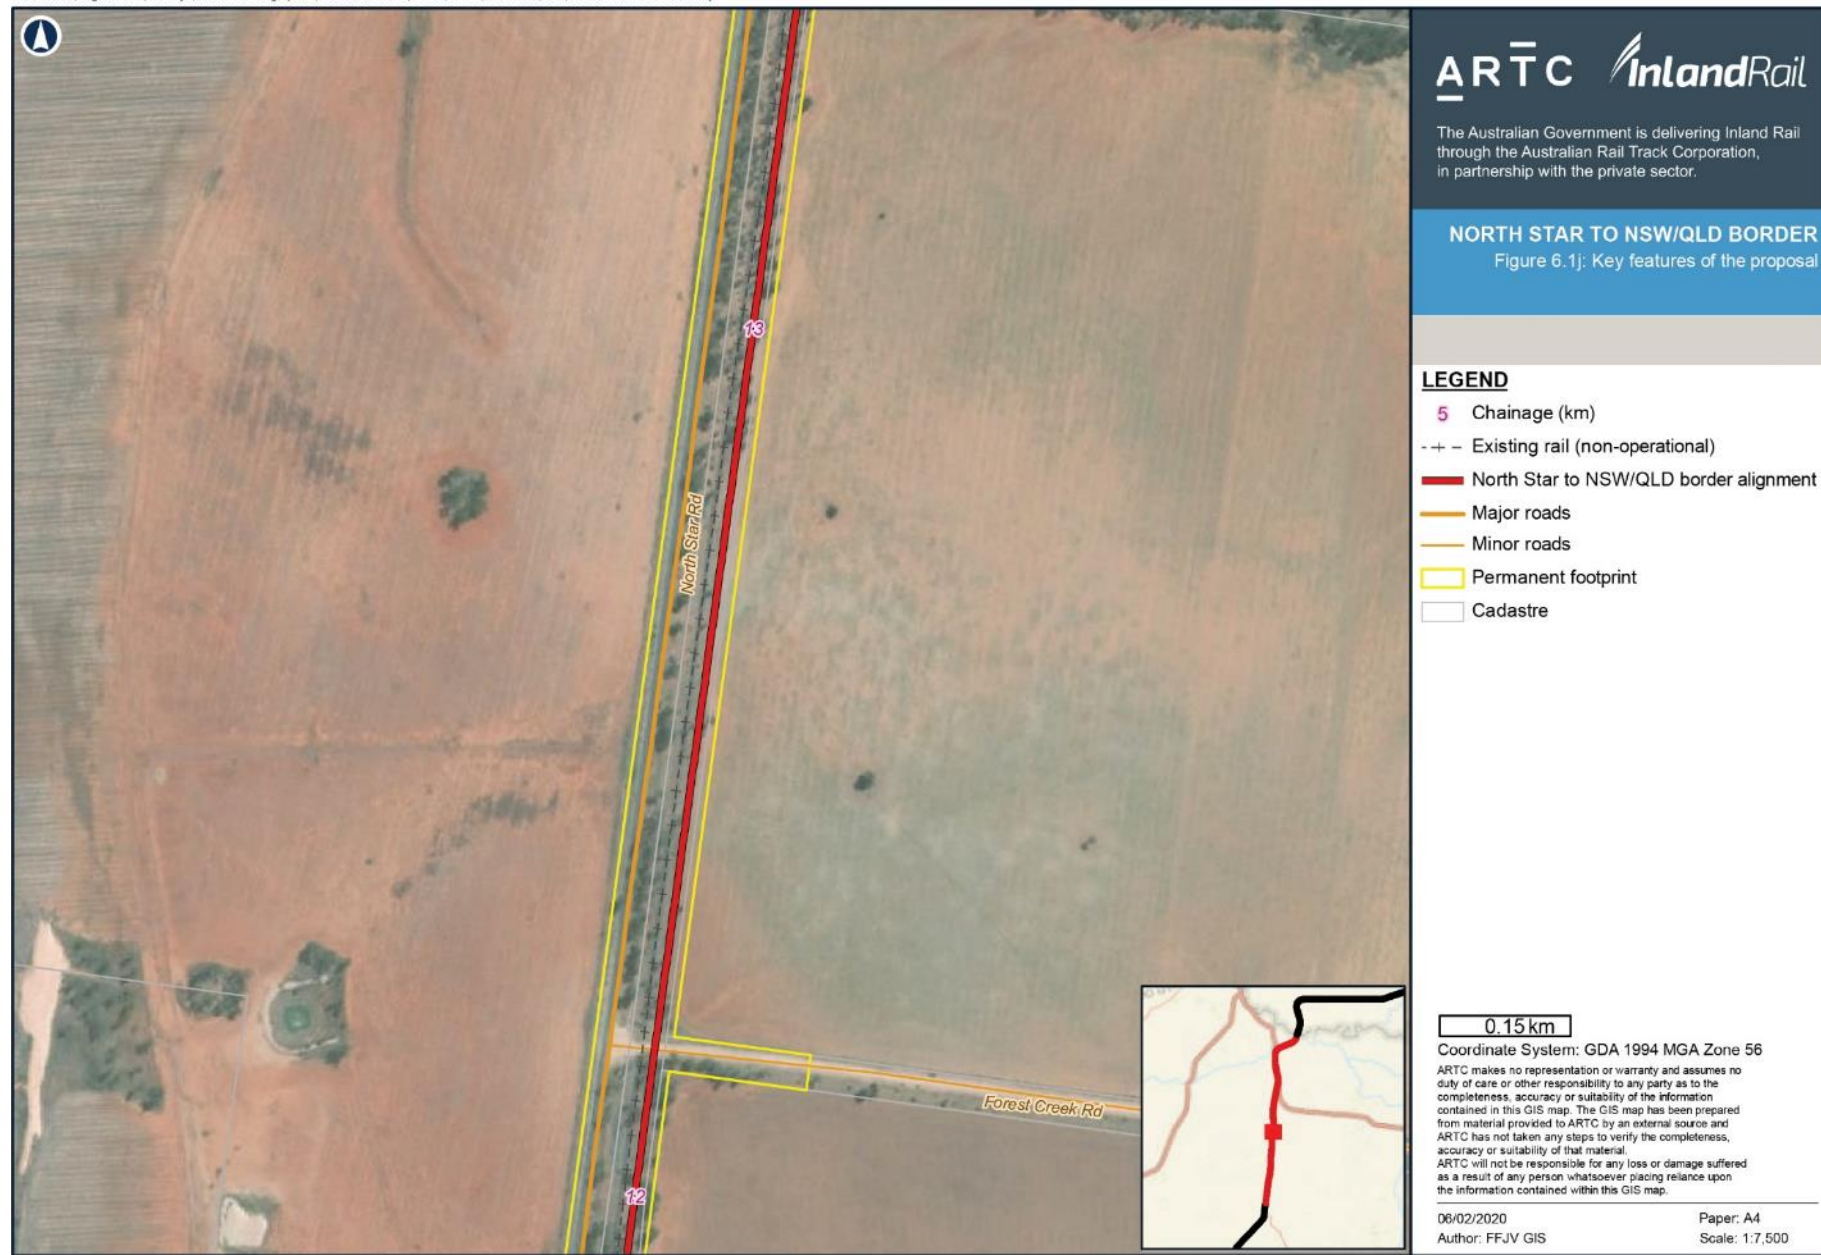 ARTC InlandRail
The Australian Government is delivering Inland Rail
through the Australian Rail Track Corporation,
in partnership with the private sector.
NORTH STAR TO NSW/QLD BORDER
Figure 6.1j: Key features of the proposal
LEGEND
5 Chainage (km)
Existing rail (non-operational)
North Star to NSW/QLD border alignment
Major roads
Minor roads
Permanent footprint
Cadastre
13
North Star Rd
Forest Creek Rd
12
0.15 km
Coordinate System: GDA 1994 MGA Zone 56
ARTC makes no representation or warranty and assumes no
duty of care or other responsibility to any party as to the
completeness, accuracy or suitability of the information
contained in this GIS map. The GIS map has been prepared
from material provided to ARTC by an external source and
ARTC has not taken any steps to verify the completeness,
accuracy or suitability of that material.
ARTC will not be responsible for any loss or damage suffered
as a result of any person whatsoever placing reliance upon
the information contained within this GIS map.
06/02/2020 Paper: A4
Author: FFJV GIS Scale: 1:7,500